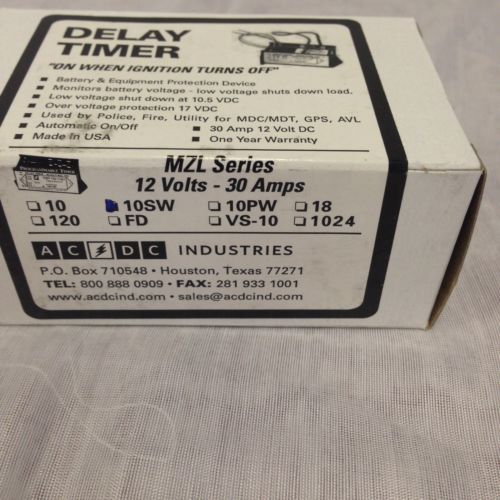 DELAY
TIMER
"ON WHEN IGNITION TURNS OFF"
Battery & Equipment Protection Device
Monitors battery voltage - low voltage shuts down load.
Low voltage shut down at 10.5 VDC
Over voltage protection 17 VDC
Used by Police, Fire, Utility for MDC/MDT, GPS, AVL
Automatic On/Off
30 Amp 12 Volt DC
Made in USA
One Year Warranty
PROGRAMMABLE TIMER
MZL Series
12 Volts - 30 Amps
10 10SW 10PW 18
120 FD VS-10 1024
AC DC INDUSTRIES
P.O. Box 710548 • Houston, Texas 77271
TEL: 800 888 0909 • FAX: 281 933 1001
www.acdcind.com • sales@acdcind.com